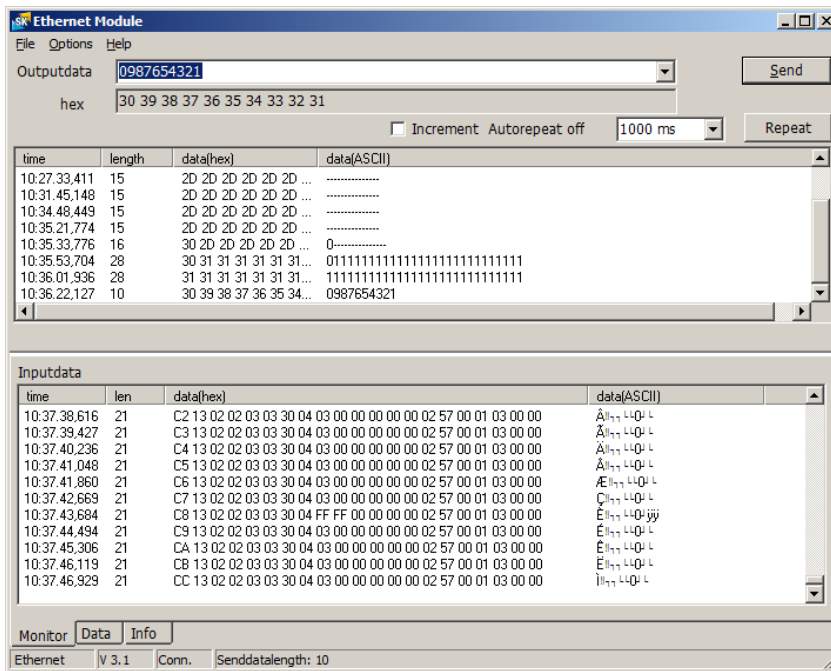 SK Ethernet Module
File Options Help
Outputdata 0987654321 Send
hex 30 39 38 37 36 35 34 33 32 31
Increment Autorepeat off 1000 ms Repeat
time length data(hex) data(ASCII)
10:27.33,411 15 2D 2D 2D 2D 2D 2D ... ---------------
10:31.45,148 15 2D 2D 2D 2D 2D 2D ... ---------------
10:34.48,449 15 2D 2D 2D 2D 2D 2D ... ---------------
10:35.21,774 15 2D 2D 2D 2D 2D 2D ... ---------------
10:35.33,776 16 30 2D 2D 2D 2D 2D ... 0---------------
10:35.53,704 28 30 31 31 31 31 31 31... 0111111111111111111111111111
10:36.01,936 28 31 31 31 31 31 31 31... 1111111111111111111111111111
10:36.22,127 10 30 39 38 37 36 35 34... 0987654321
Inputdata
time len data(hex) data(ASCII)
10:37.38,616 21 C2 13 02 02 03 03 30 04 03 00 00 00 00 00 02 57 00 01 03 00 00 Â‼┐┐└└0┘└
10:37.39,427 21 C3 13 02 02 03 03 30 04 03 00 00 00 00 00 02 57 00 01 03 00 00 Ã‼┐┐└└0┘└
10:37.40,236 21 C4 13 02 02 03 03 30 04 03 00 00 00 00 00 02 57 00 01 03 00 00 Ä‼┐┐└└0┘└
10:37.41,048 21 C5 13 02 02 03 03 30 04 03 00 00 00 00 00 02 57 00 01 03 00 00 Å‼┐┐└└0┘└
10:37.41,860 21 C6 13 02 02 03 03 30 04 03 00 00 00 00 00 02 57 00 01 03 00 00 Æ‼┐┐└└0┘└
10:37.42,669 21 C7 13 02 02 03 03 30 04 03 00 00 00 00 00 02 57 00 01 03 00 00 Ç‼┐┐└└0┘└
10:37.43,684 21 C8 13 02 02 03 03 30 04 FF FF 00 00 00 00 00 02 57 00 01 03 00 00 È‼┐┐└└0┘ÿÿ
10:37.44,494 21 C9 13 02 02 03 03 30 04 03 00 00 00 00 00 02 57 00 01 03 00 00 É‼┐┐└└0┘└
10:37.45,306 21 CA 13 02 02 03 03 30 04 03 00 00 00 00 00 02 57 00 01 03 00 00 Ê‼┐┐└└0┘└
10:37.46,119 21 CB 13 02 02 03 03 30 04 03 00 00 00 00 00 02 57 00 01 03 00 00 Ë‼┐┐└└0┘└
10:37.46,929 21 CC 13 02 02 03 03 30 04 03 00 00 00 00 00 02 57 00 01 03 00 00 Ì‼┐┐└└0┘└
Monitor Data Info
Ethernet V 3.1 Conn. Senddatalength: 10